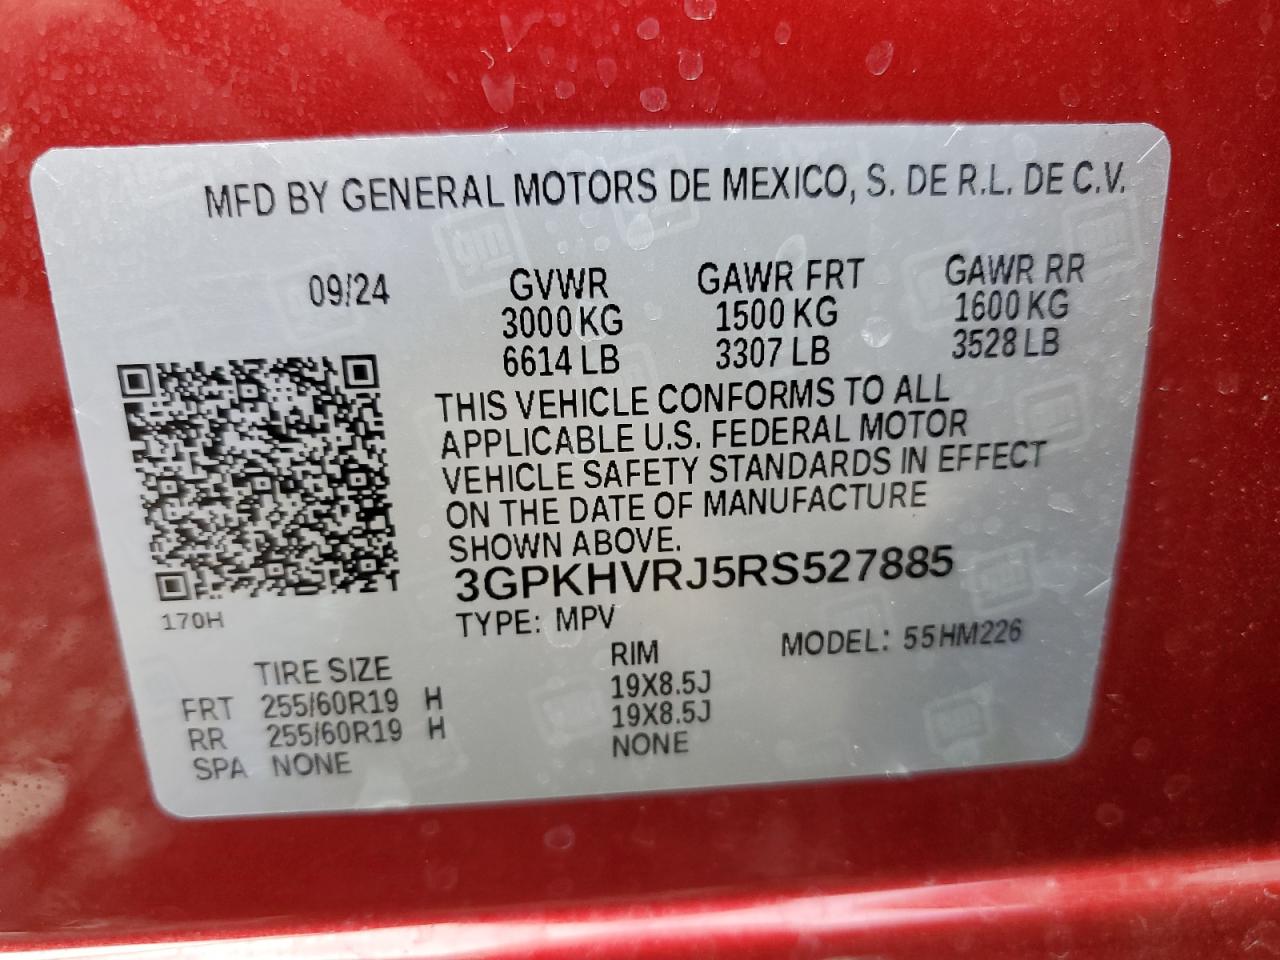 MFD BY GENERAL MOTORS DE MEXICO, S. DE R.L. DE C.V.
09/24 GVWR GAWR FRT GAWR RR
3000 KG 1500 KG 1600 KG
6614 LB 3307 LB 3528 LB
THIS VEHICLE CONFORMS TO ALL
APPLICABLE U.S. FEDERAL MOTOR
VEHICLE SAFETY STANDARDS IN EFFECT
ON THE DATE OF MANUFACTURE
SHOWN ABOVE.
3GPKHVRJ5RS527885
170H
TYPE: MPV MODEL: 55HM226
TIRE SIZE RIM
FRT 255/60R19 H 19X8.5J
RR 255/60R19 H 19X8.5J
SPA NONE NONE